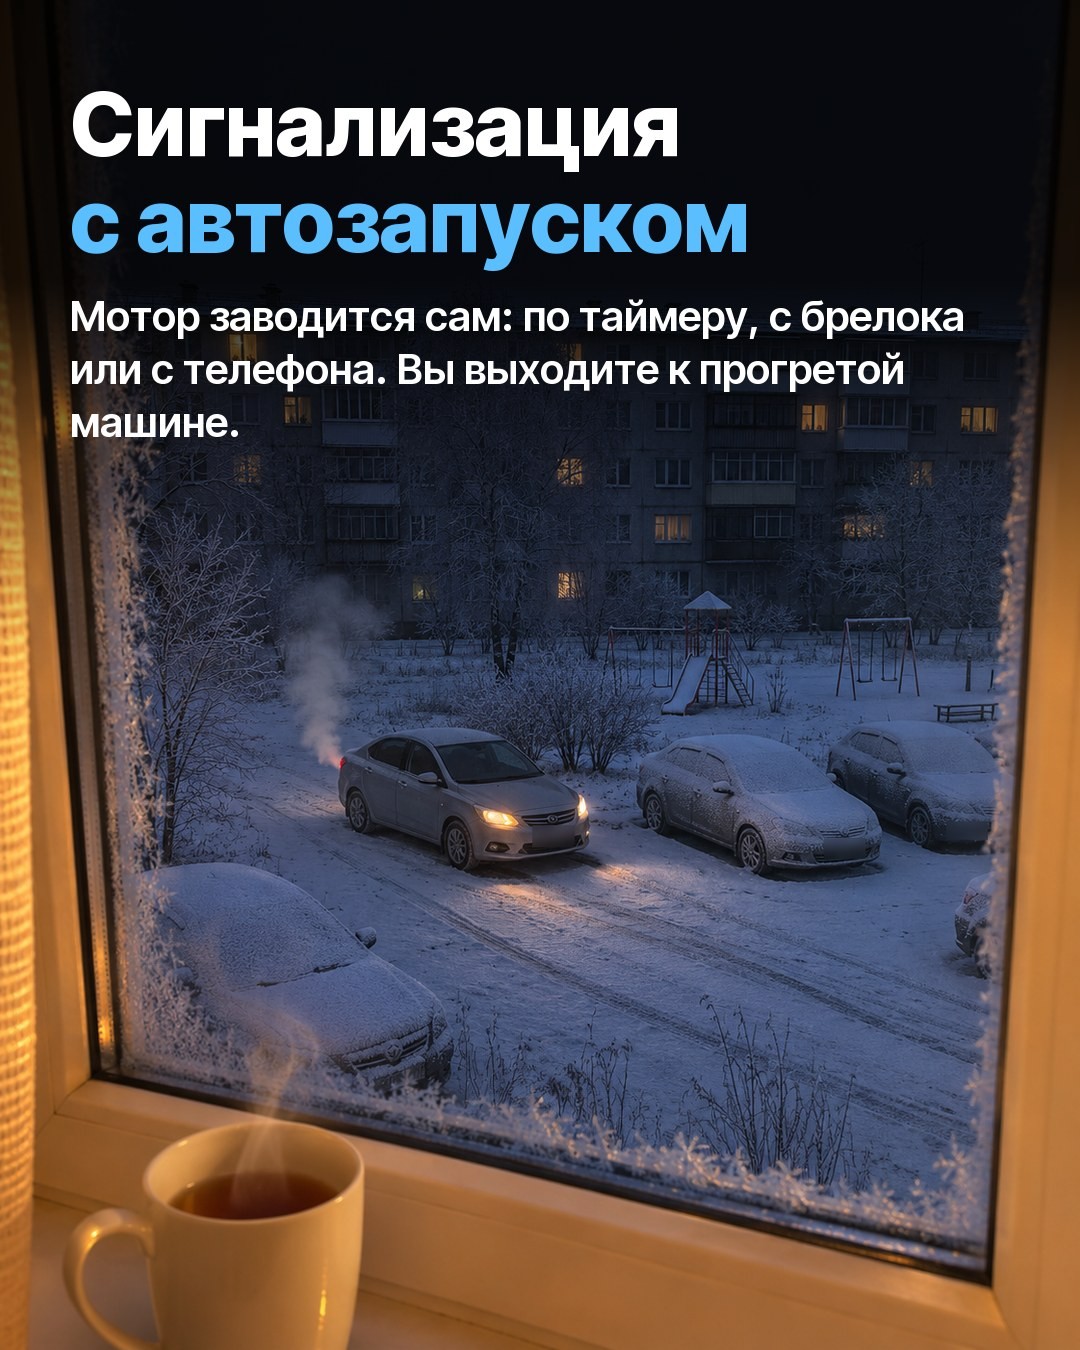 Сигнализация
с автозапуском
Мотор заводится сам: по таймеру, с брелока
или с телефона. Вы выходите к прогретой
машине.